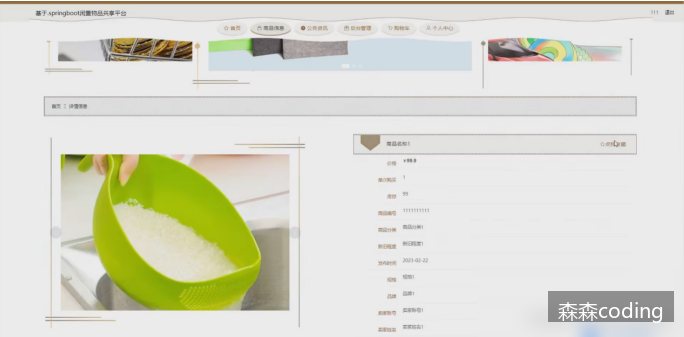 基于springboot闲置物品共享平台
111 退出
首页 商品信息 公告资讯 后台管理 购物车 个人中心
首页 详情信息
商品名称1
价格 ￥99.9
1
库存 99
商品编号 1111111111
商品分类 商品分类1
新旧程度 新旧程度1
发布时间 2023-02-22
规格 规格1
品牌 品牌1
卖家账号 卖家账号1
卖家姓名 卖家姓名1
森森coding